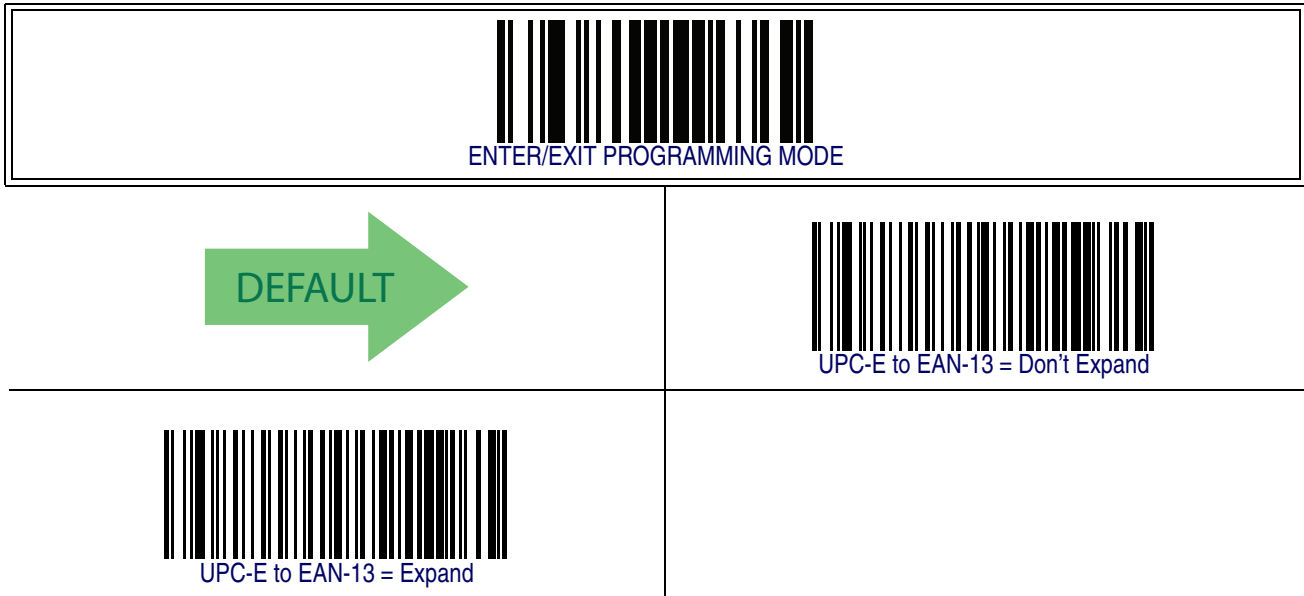 ENTER/EXIT PROGRAMMING MODE
DEFAULT
UPC-E to EAN-13 = Don't Expand
UPC-E to EAN-13 = Expand